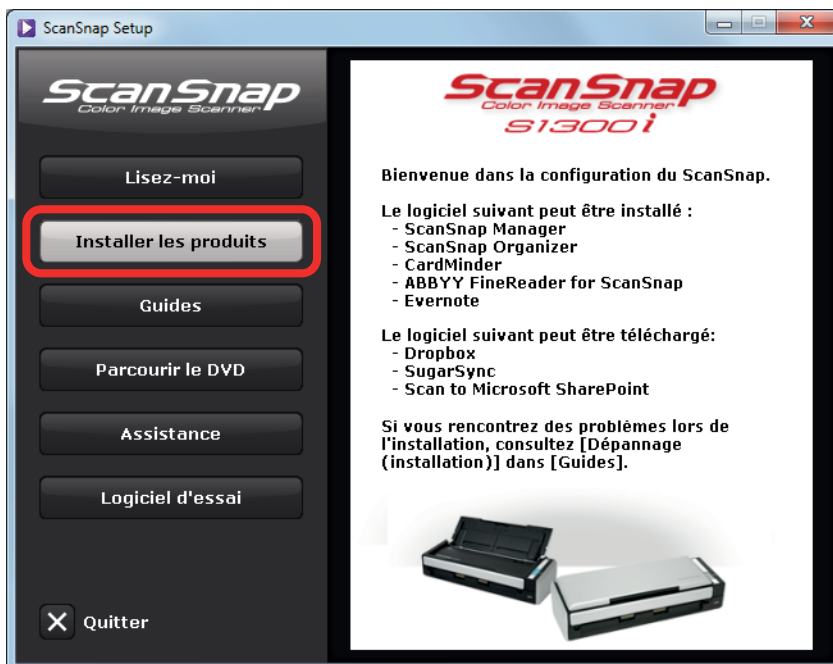 ScanSnap Setup
ScanSnap
Color Image Scanner
Lisez-moi
Installer les produits
Guides
Parcourir le DVD
Assistance
Logiciel d'essai
Quitter
ScanSnap
Color Image Scanner
S1300i
Bienvenue dans la configuration du ScanSnap.
Le logiciel suivant peut être installé :
- ScanSnap Manager
- ScanSnap Organizer
- CardMinder
- ABBYY FineReader for ScanSnap
- Evernote
Le logiciel suivant peut être téléchargé:
- Dropbox
- SugarSync
- Scan to Microsoft SharePoint
Si vous rencontrez des problèmes lors de
l'installation, consultez [Dépannage
(installation)] dans [Guides].